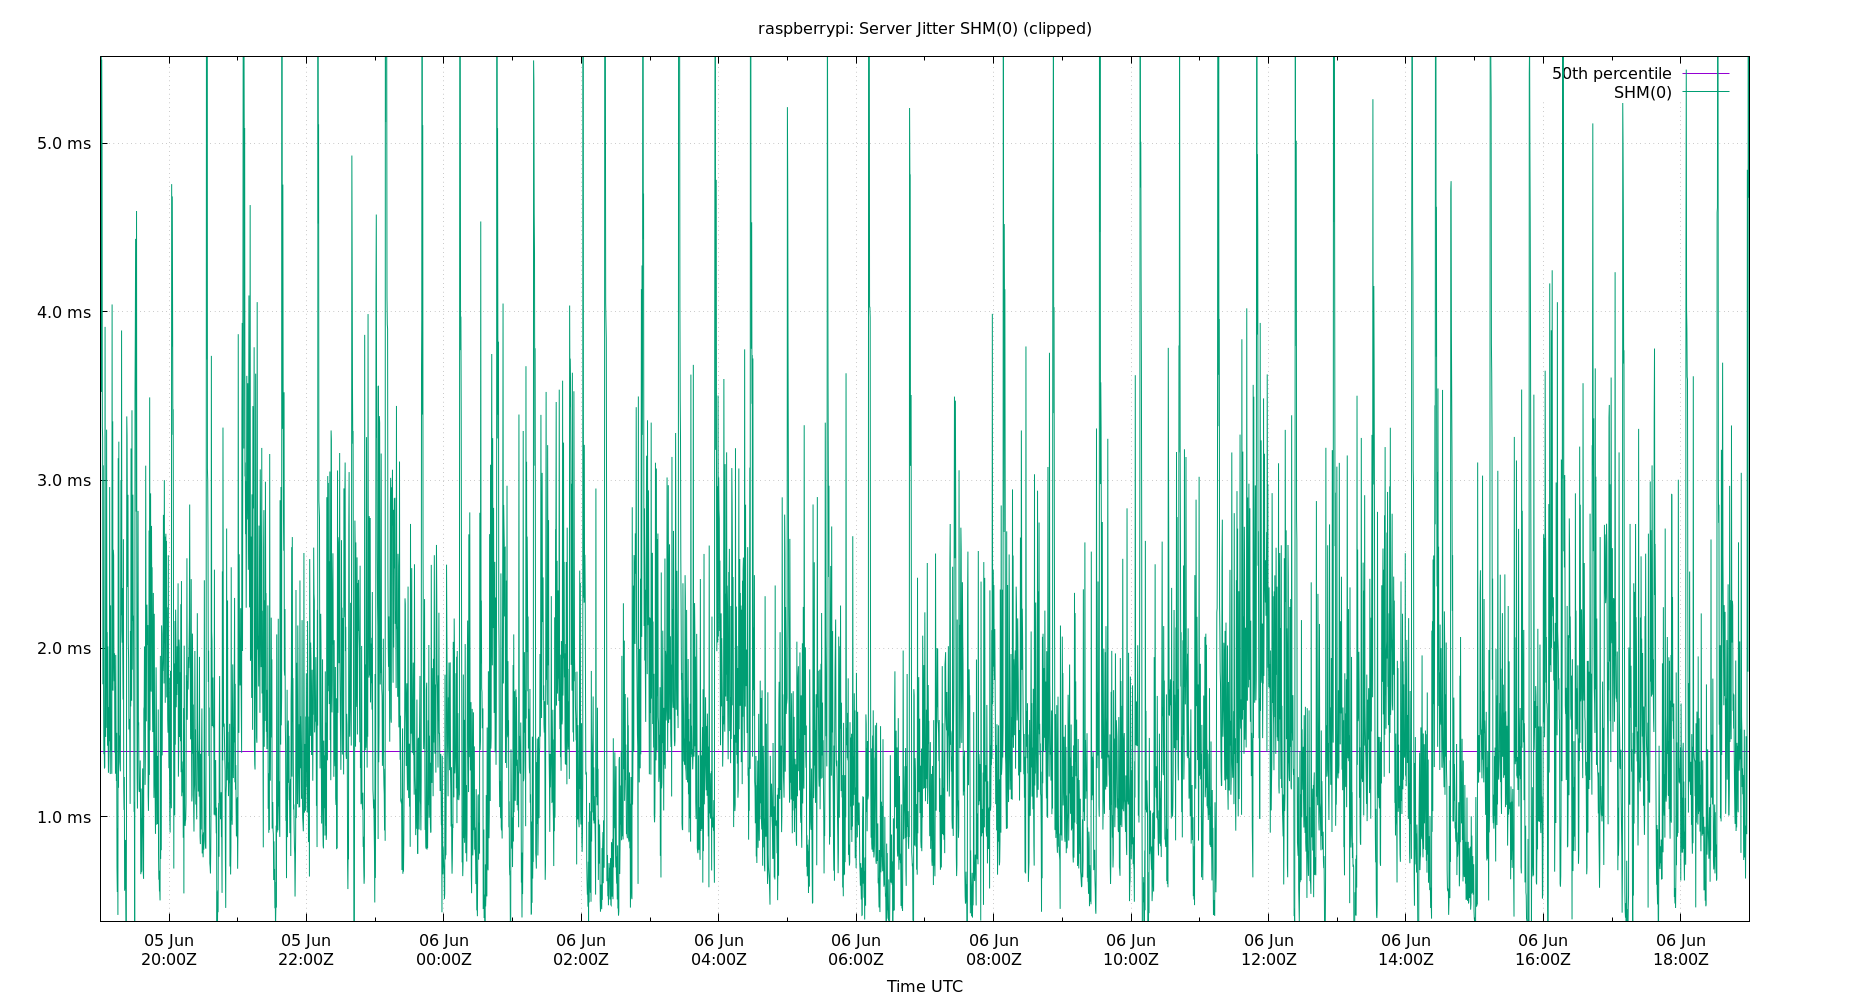 raspberrypi: Server Jitter SHM(0) (clipped)
50th percentile
SHM(0)
5.0 ms
4.0 ms
3.0 ms
2.0 ms
1.0 ms
05 Jun 05 Jun 06 Jun 06 Jun 06 Jun 06 Jun 06 Jun 06 Jun 06 Jun 06 Jun 06 Jun 06 Jun
20:00Z 22:00Z 00:00Z 02:00Z 04:00Z 06:00Z 08:00Z 10:00Z 12:00Z 14:00Z 16:00Z 18:00Z
Time UTC